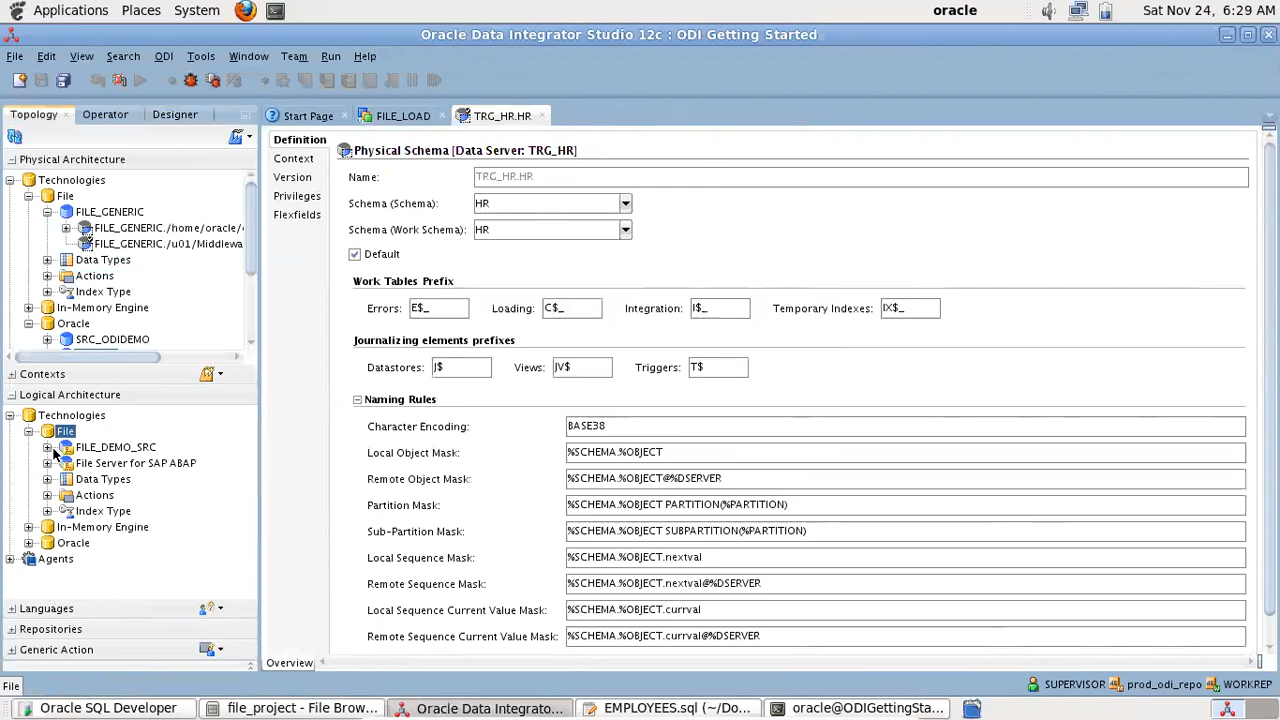 Applications Places System oracle Sat Nov 24, 6:29 AM
Oracle Data Integrator Studio 12c : ODI Getting Started
File Edit View Search ODI Tools Window Team Run Help
Topology Operator Designer Start Page FILE_LOAD TRG_HR.HR
Physical Architecture
Technologies
File
FILE_GENERIC
FILE_GENERIC./home/oracle/
FILE_GENERIC./u01/Middlewa
Data Types
Actions
Index Type
In-Memory Engine
Oracle
SRC_ODIDEMO
Contexts
Logical Architecture
Technologies
File
FILE_DEMO_SRC
File Server for SAP ABAP
Data Types
Actions
Index Type
In-Memory Engine
Oracle
Agents
Languages
Repositories
Generic Action
Definition
Context
Version
Privileges
Flexfields
Physical Schema [Data Server: TRG_HR]
Name: TRG_HR.HR
Schema (Schema): HR
Schema (Work Schema): HR
Default
Work Tables Prefix
Errors: E$_ Loading: C$_ Integration: I$_ Temporary Indexes: IX$_
Journalizing elements prefixes
Datastores: J$ Views: JV$ Triggers: T$
Naming Rules
Character Encoding: BASE38
Local Object Mask: %SCHEMA.%OBJECT
Remote Object Mask: %SCHEMA.%OBJECT@%DSERVER
Partition Mask: %SCHEMA.%OBJECT PARTITION(%PARTITION)
Sub-Partition Mask: %SCHEMA.%OBJECT SUBPARTITION(%PARTITION)
Local Sequence Mask: %SCHEMA.%OBJECT.nextval
Remote Sequence Mask: %SCHEMA.%OBJECT.nextval@%DSERVER
Local Sequence Current Value Mask: %SCHEMA.%OBJECT.currval
Remote Sequence Current Value Mask: %SCHEMA.%OBJECT.currval@%DSERVER
Overview
File SUPERVISOR prod_odi_repo WORKREP
Oracle SQL Developer file_project - File Brow... Oracle Data Integrato... EMPLOYEES.sql (~/Do... oracle@ODIGettingSta...